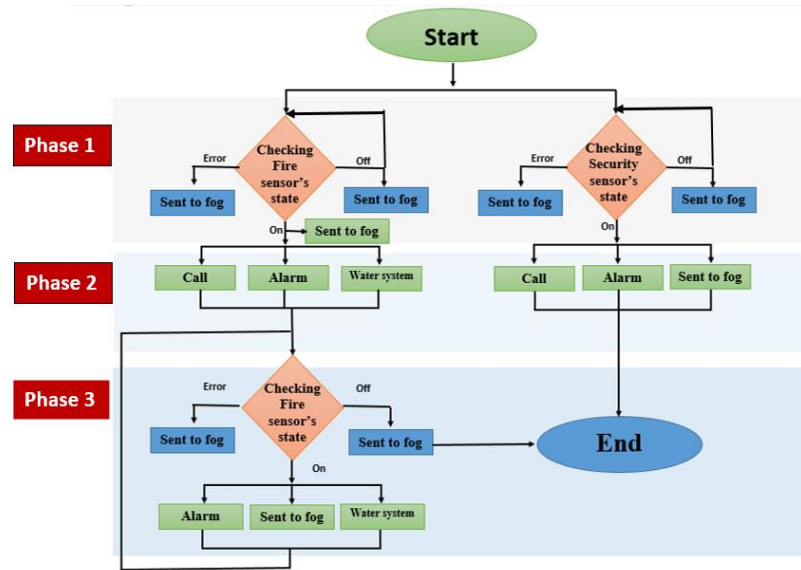 Start
Phase 1
Checking
Fire
sensor's
state
Error
Off
Sent to fog
Sent to fog
On
Sent to fog
Checking
Security
sensor's
state
Error
Off
Sent to fog
Sent to fog
On
Phase 2
Call
Alarm
Water system
Call
Alarm
Sent to fog
Phase 3
Checking
Fire
sensor's
state
Error
Off
Sent to fog
Sent to fog
End
On
Alarm
Sent to fog
Water system